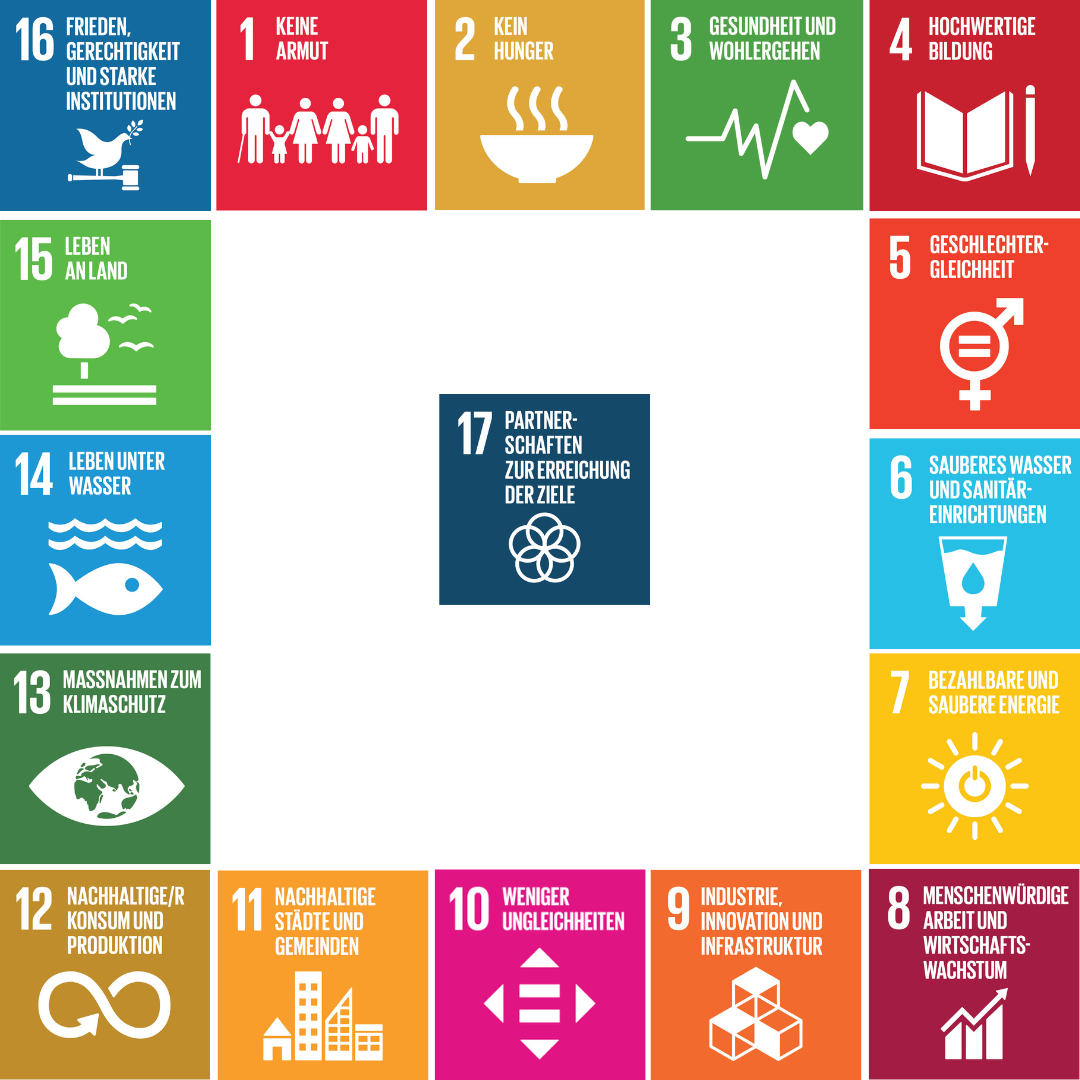 16 FRIEDEN,
GERECHTIGKEIT
UND STARKE
INSTITUTIONEN
1 KEINE
ARMUT
2 KEIN
HUNGER
3 GESUNDHEIT UND
WOHLERGEHEN
4 HOCHWERTIGE
BILDUNG
15 LEBEN
AN LAND
5 GESCHLECHTER-
GLEICHHEIT
17 PARTNER-
SCHAFTEN
ZUR ERREICHUNG
DER ZIELE
14 LEBEN UNTER
WASSER
6 SAUBERES WASSER
UND SANITÄR-
EINRICHTUNGEN
13 MASSNAHMEN ZUM
KLIMASCHUTZ
7 BEZAHLBARE UND
SAUBERE ENERGIE
12 NACHHALTIGE/R
KONSUM UND
PRODUKTION
11 NACHHALTIGE
STÄDTE UND
GEMEINDEN
10 WENIGER
UNGLEICHHEITEN
9 INDUSTRIE,
INNOVATION UND
INFRASTRUKTUR
8 MENSCHENWÜRDIGE
ARBEIT UND
WIRTSCHAFTS-
WACHSTUM